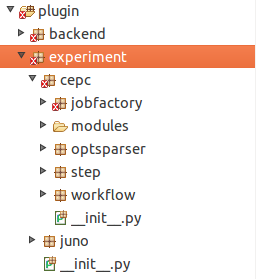 plugin
backend
experiment
cepc
jobfactory
modules
optsparser
step
workflow
__init__.py
juno
__init__.py